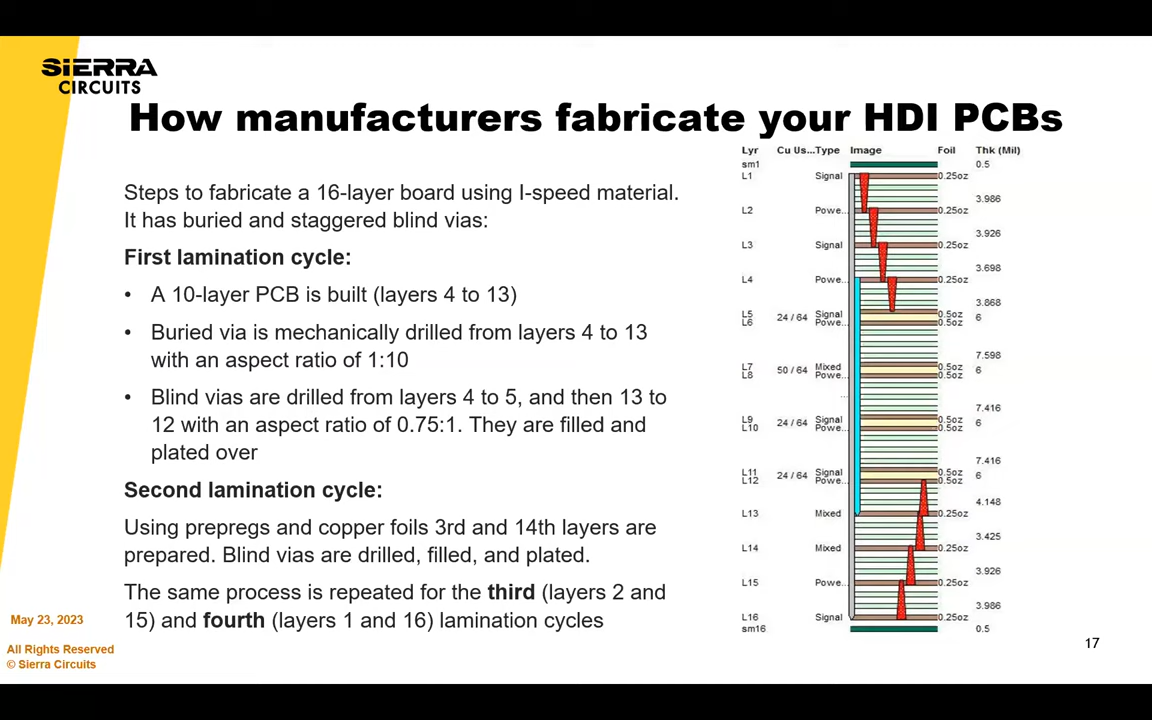 SIERRA
CIRCUITS
How manufacturers fabricate your HDI PCBs
Steps to fabricate a 16-layer board using I-speed material.
It has buried and staggered blind vias:
First lamination cycle:
• A 10-layer PCB is built (layers 4 to 13)
• Buried via is mechanically drilled from layers 4 to 13
with an aspect ratio of 1:10
• Blind vias are drilled from layers 4 to 5, and then 13 to
12 with an aspect ratio of 0.75:1. They are filled and
plated over
Second lamination cycle:
Using prepregs and copper foils 3rd and 14th layers are
prepared. Blind vias are drilled, filled, and plated.
The same process is repeated for the third (layers 2 and
15) and fourth (layers 1 and 16) lamination cycles
Lyr Cu Us...Type Image Foil Thk (Mil)
sm1 0.5
L1 Signal 0.25oz
3.986
L2 Powe... 0.25oz
3.926
L3 Signal 0.25oz
3.698
L4 Powe... 0.25oz
3.868
L5 Signal 0.5oz
24 / 64 6
L6 Powe... 0.5oz
7.598
L7 Mixed 0.5oz
50 / 64 6
L8 Powe... 0.5oz
...
7.416
L9 Signal 0.5oz
24 / 64 6
L10 Powe... 0.5oz
7.416
L11 Signal 0.5oz
24 / 64 6
L12 Powe... 0.5oz
4.148
L13 Mixed 0.25oz
3.425
L14 Mixed 0.25oz
3.926
L15 Powe... 0.25oz
3.986
L16 Signal 0.25oz
sm16 0.5
May 23, 2023
All Rights Reserved
© Sierra Circuits
17